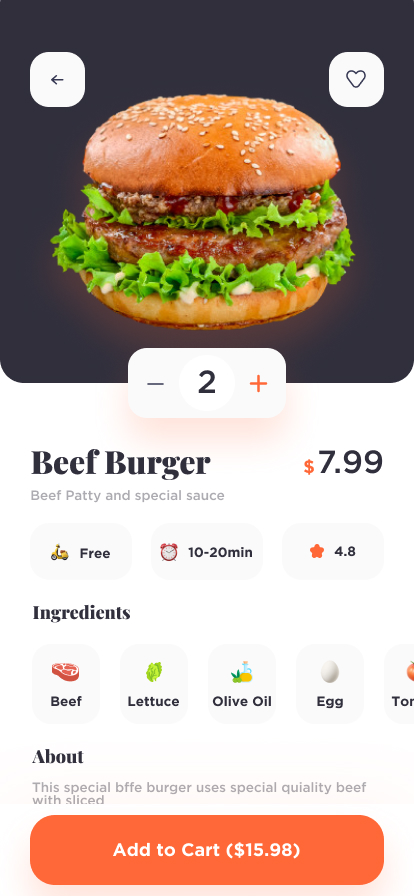 2
Beef Burger
$7.99
Beef Patty and special sauce
Free
10-20min
4.8
Ingredients
Beef
Lettuce
Olive Oil
Egg
About
This special bffe burger uses special quiality beef
with sliced
Add to Cart ($15.98)